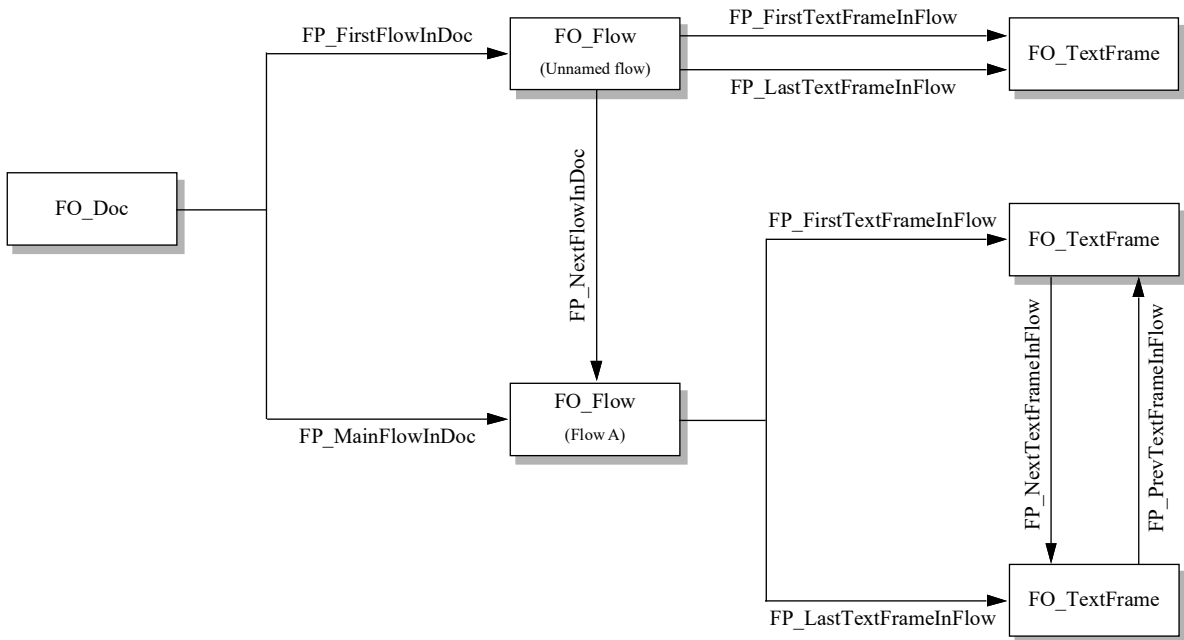 FP_FirstTextFrameInFlow
FP_FirstFlowInDoc
FO_Flow
(Unnamed flow)
FO_TextFrame
FP_LastTextFrameInFlow
FP_NextFlowInDoc
FO_Doc
FP_FirstTextFrameInFlow
FO_TextFrame
FP_NextTextFrameInFlow
FP_PrevTextFrameInFlow
FO_Flow
(Flow A)
FP_MainFlowInDoc
FO_TextFrame
FP_LastTextFrameInFlow